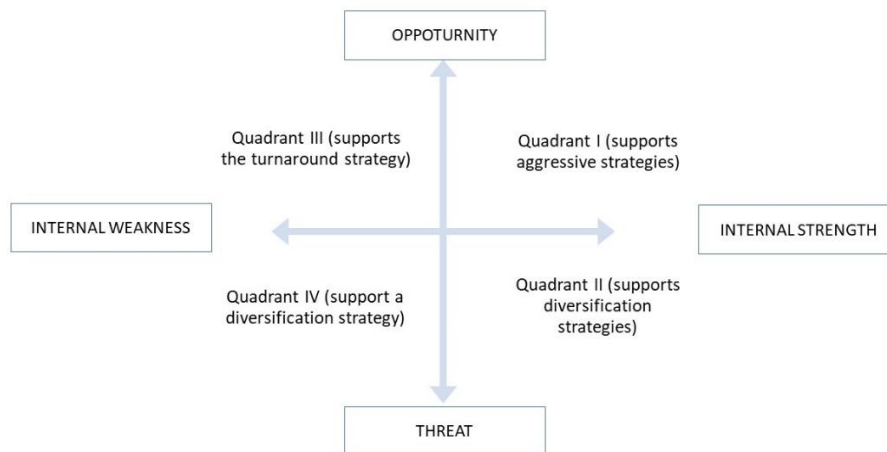 OPPOTURNITY
Quadrant III (supports
the turnaround strategy)
Quadrant I (supports
aggressive strategies)
INTERNAL WEAKNESS
INTERNAL STRENGTH
Quadrant IV (support a
diversification strategy)
Quadrant II (supports
diversification
strategies)
THREAT